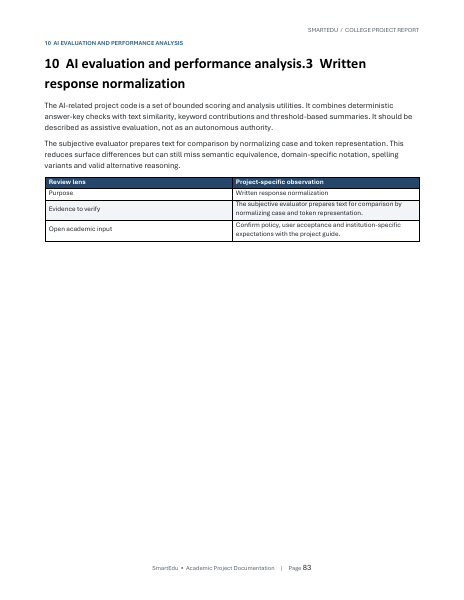 SMARTEDU / COLLEGE PROJECT REPORT
10 AI EVALUATION AND PERFORMANCE ANALYSIS
10 AI evaluation and performance analysis.3 Written
response normalization
The AI-related project code is a set of bounded scoring and analysis utilities. It combines deterministic
answer-key checks with text similarity, keyword contributions and threshold-based summaries. It should be
described as assistive evaluation, not as an autonomous authority.
The subjective evaluator prepares text for comparison by normalizing case and token representation. This
reduces surface differences but can still miss semantic equivalence, domain-specific notation, spelling
variants and valid alternative reasoning.
Review lens Project-specific observation
Purpose Written response normalization
Evidence to verify The subjective evaluator prepares text for comparison by
normalizing case and token representation.
Open academic input Confirm policy, user acceptance and institution-specific
expectations with the project guide.
SmartEdu • Academic Project Documentation | Page 83